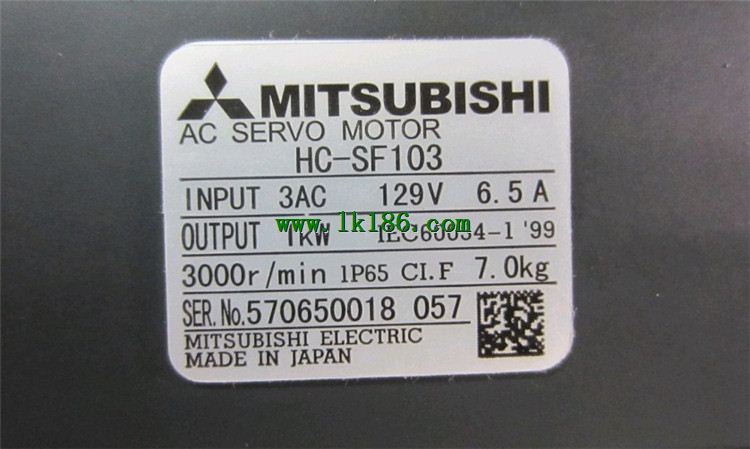 MITSUBISHI
AC SERVO MOTOR
HC-SF103
INPUT 3AC 129V 6.5A
www.lk186.com
OUTPUT 1kW IEC60034-1 '99
3000r/min IP65 CI.F 7.0kg
SER.No.570650018 057
MITSUBISHI ELECTRIC
MADE IN JAPAN